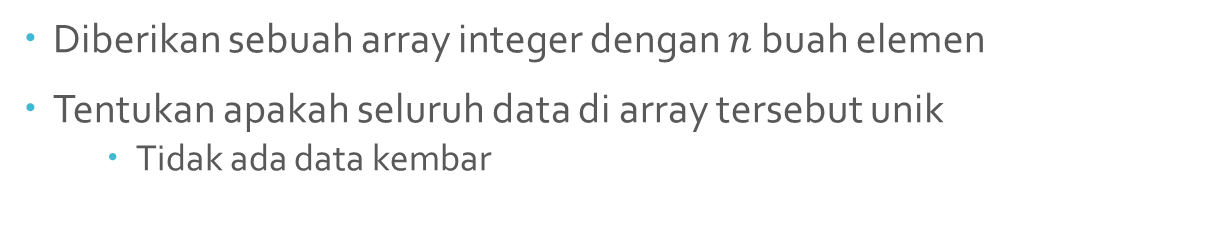 • Diberikan sebuah array integer dengan n buah elemen
• Tentukan apakah seluruh data di array tersebut unik
• Tidak ada data kembar